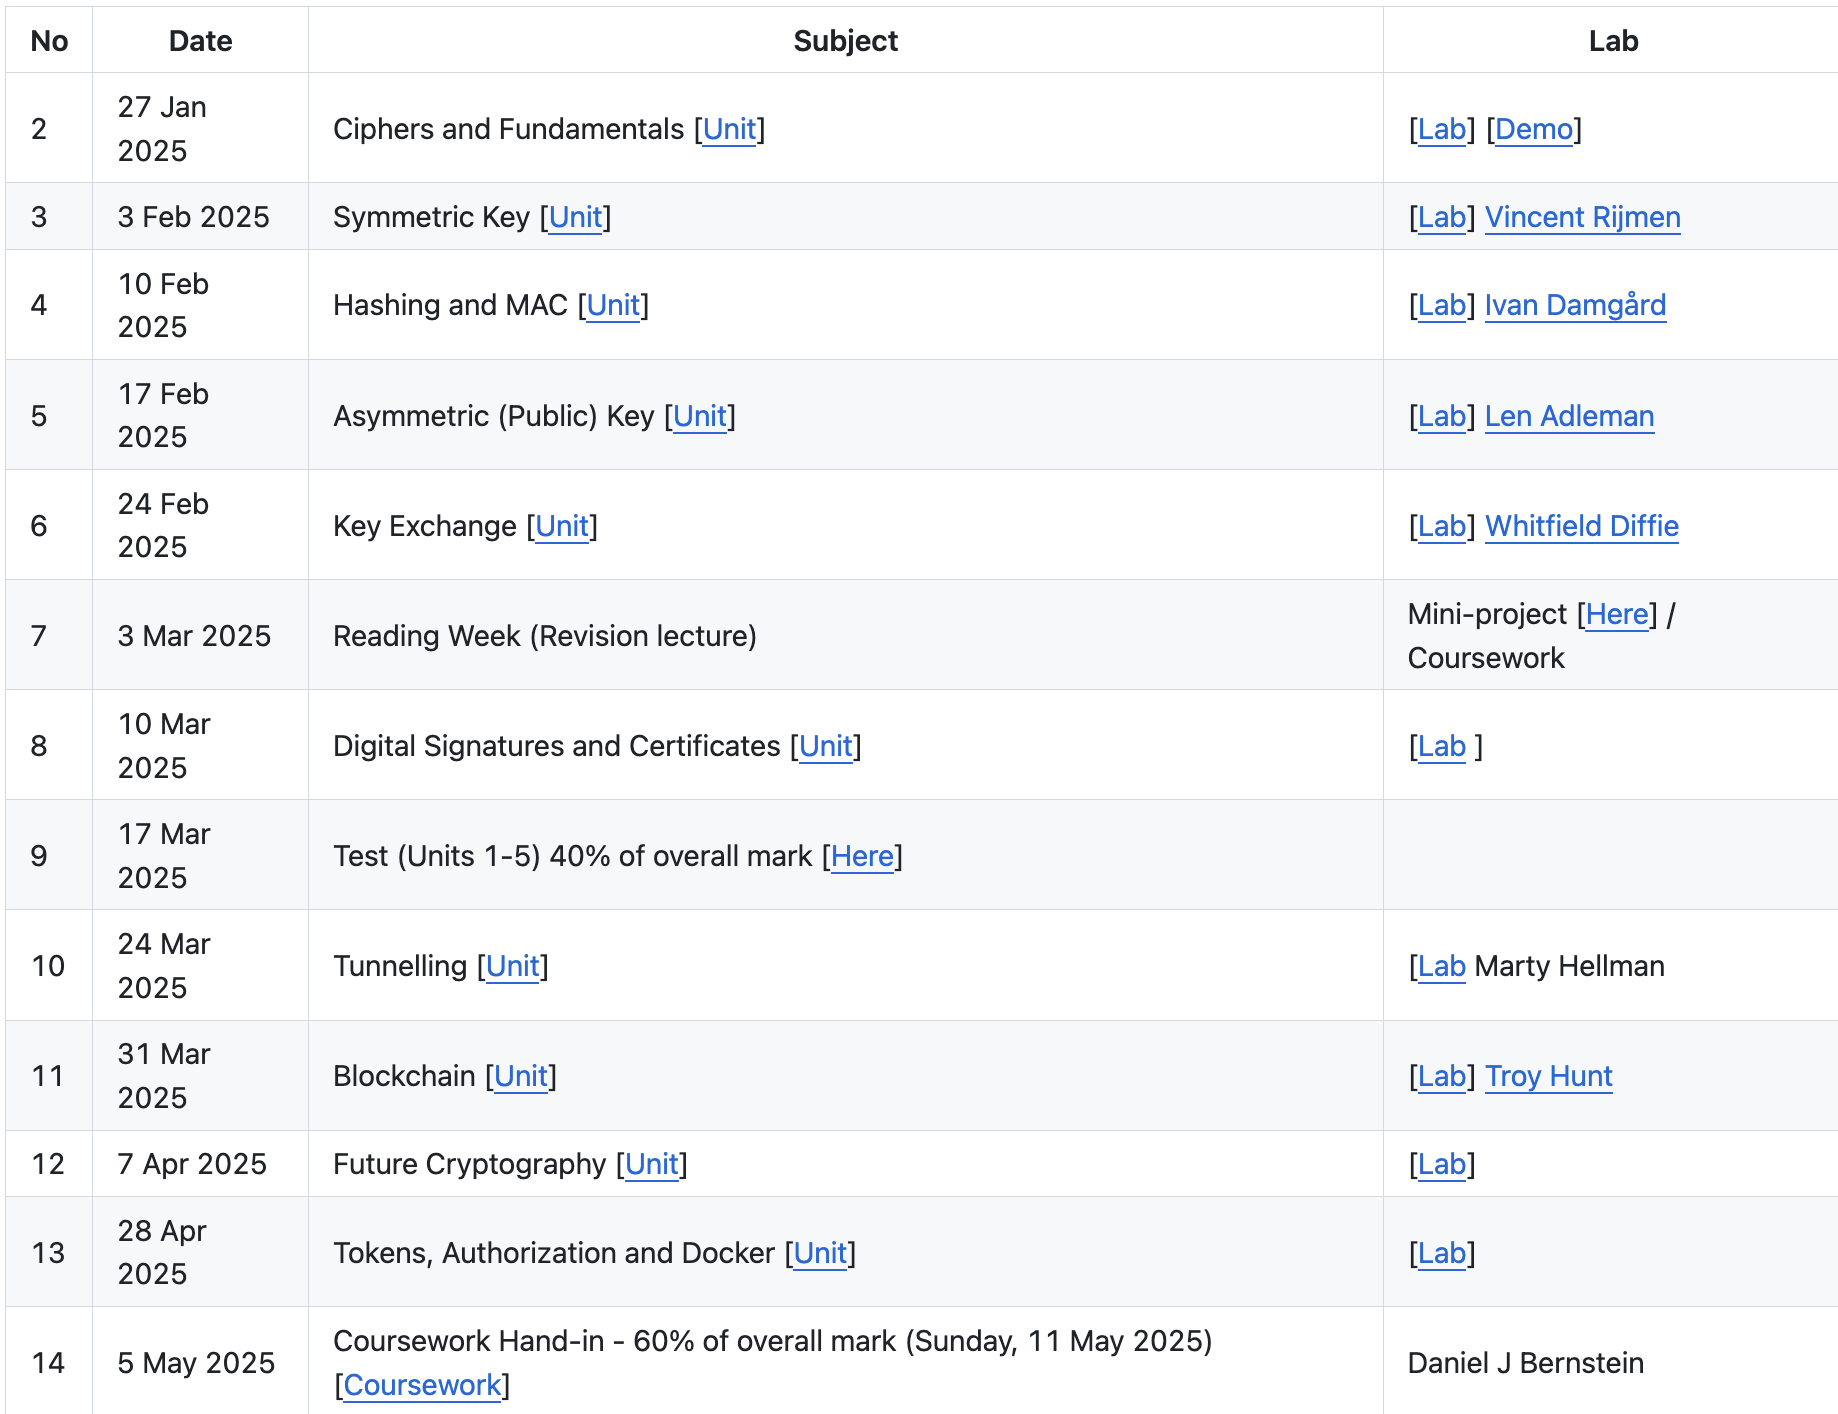 No Date Subject Lab
2 27 Jan 2025 Ciphers and Fundamentals [Unit] [Lab] [Demo]
3 3 Feb 2025 Symmetric Key [Unit] [Lab] Vincent Rijmen
4 10 Feb 2025 Hashing and MAC [Unit] [Lab] Ivan Damgård
5 17 Feb 2025 Asymmetric (Public) Key [Unit] [Lab] Len Adleman
6 24 Feb 2025 Key Exchange [Unit] [Lab] Whitfield Diffie
7 3 Mar 2025 Reading Week (Revision lecture) Mini-project [Here] / Coursework
8 10 Mar 2025 Digital Signatures and Certificates [Unit] [Lab ]
9 17 Mar 2025 Test (Units 1-5) 40% of overall mark [Here]
10 24 Mar 2025 Tunnelling [Unit] [Lab Marty Hellman
11 31 Mar 2025 Blockchain [Unit] [Lab] Troy Hunt
12 7 Apr 2025 Future Cryptography [Unit] [Lab]
13 28 Apr 2025 Tokens, Authorization and Docker [Unit] [Lab]
14 5 May 2025 Coursework Hand-in - 60% of overall mark (Sunday, 11 May 2025) [Coursework] Daniel J Bernstein